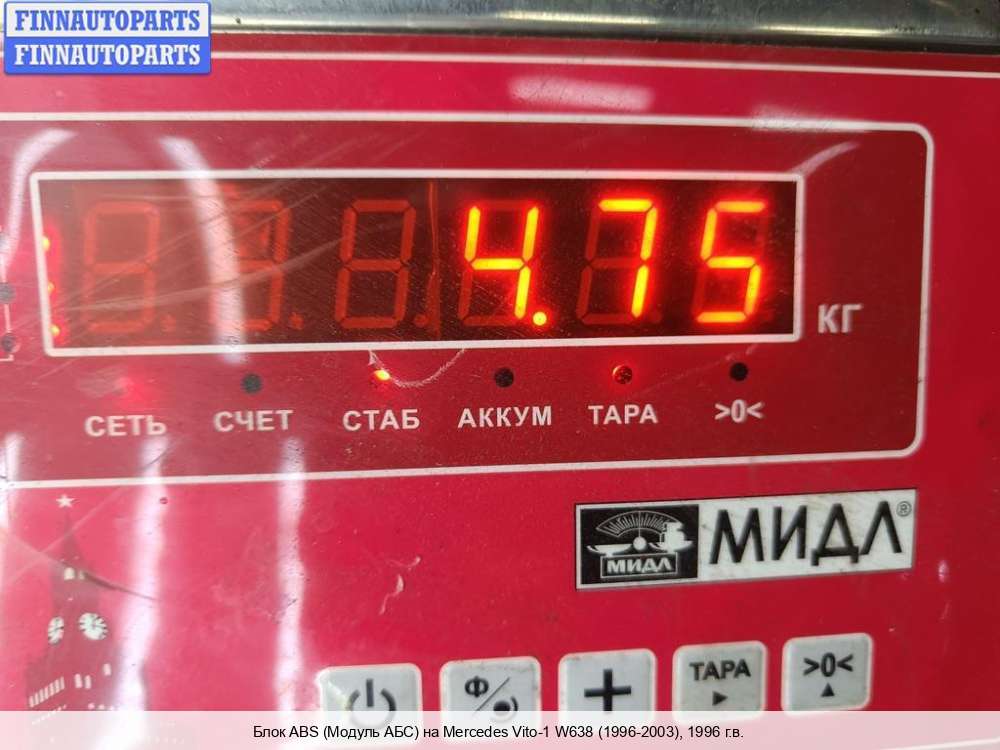 FINNAUTOPARTS
FINNAUTOPARTS
4.75
КГ
СЕТЬ СЧЕТ СТАБ АККУМ ТАРА >0<
МИДЛ МИДЛ®
Ф
+
ТАРА
>0<
Блок ABS (Модуль АБС) на Mercedes Vito-1 W638 (1996-2003), 1996 г.в.